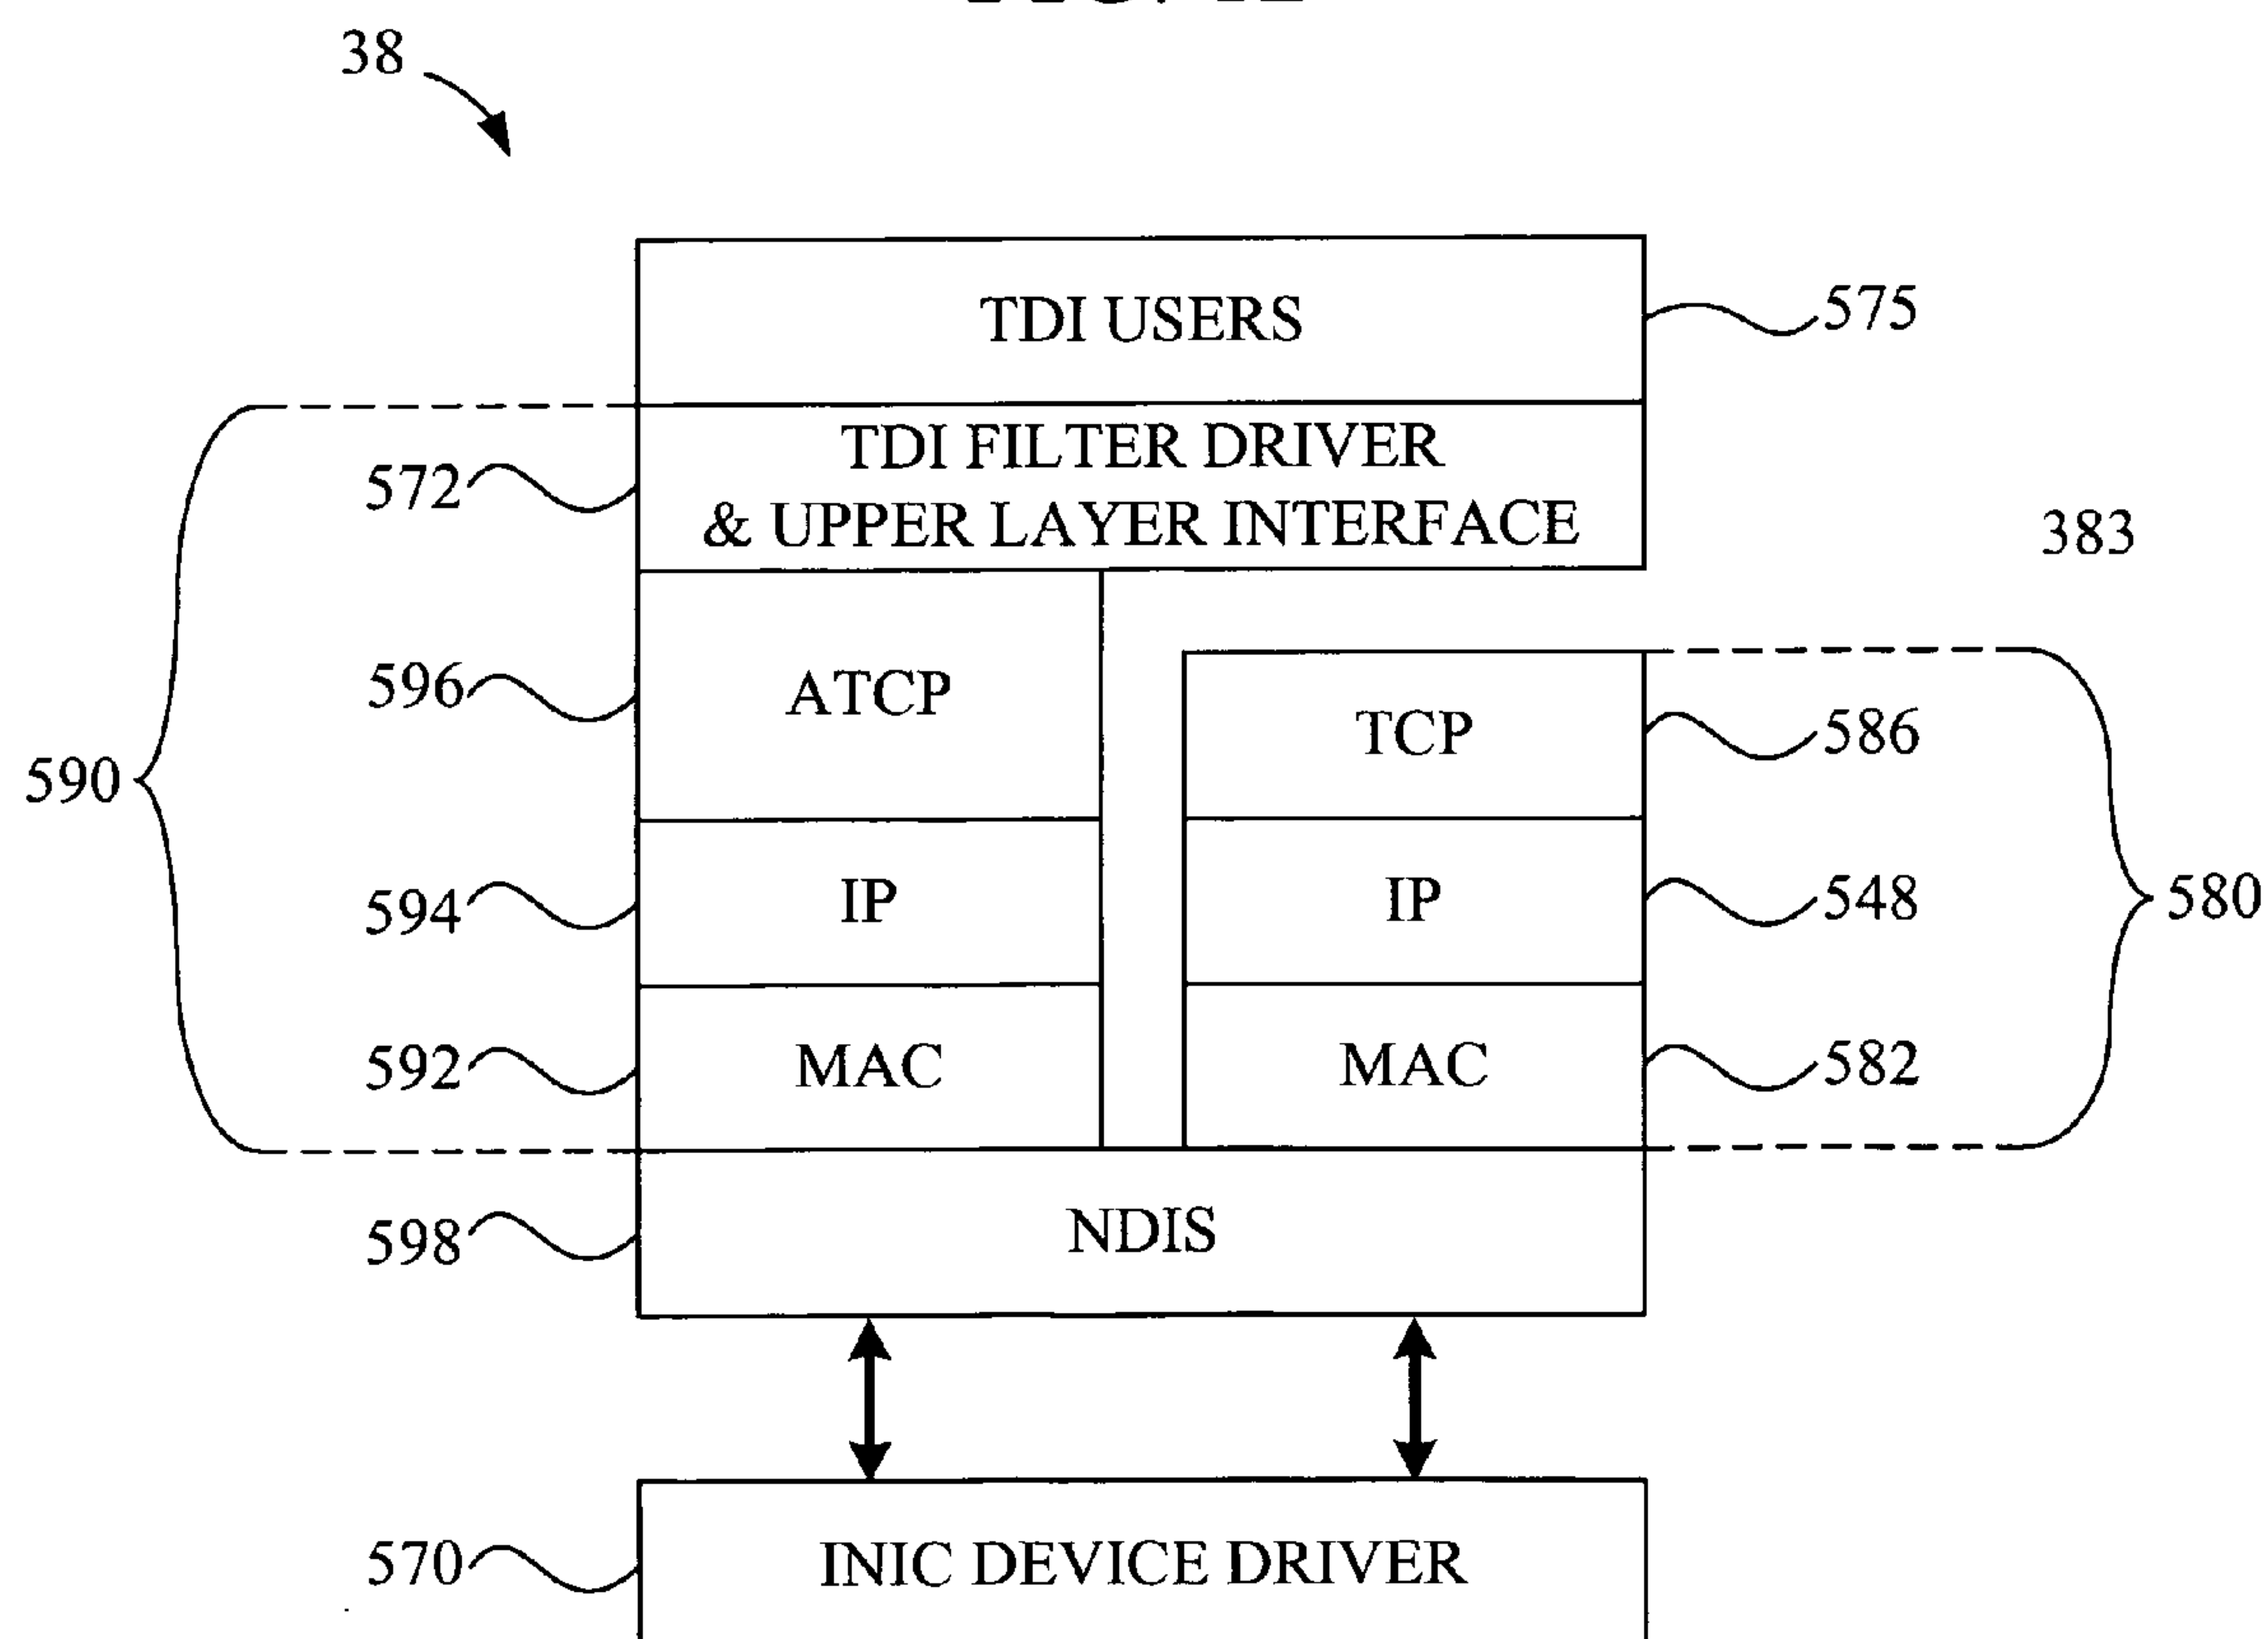 38
TDI USERS
575
TDI FILTER DRIVER
& UPPER LAYER INTERFACE
572
383
596
ATCP
TCP
586
590
594
IP
IP
548
580
592
MAC
MAC
582
598
NDIS
570
INIC DEVICE DRIVER